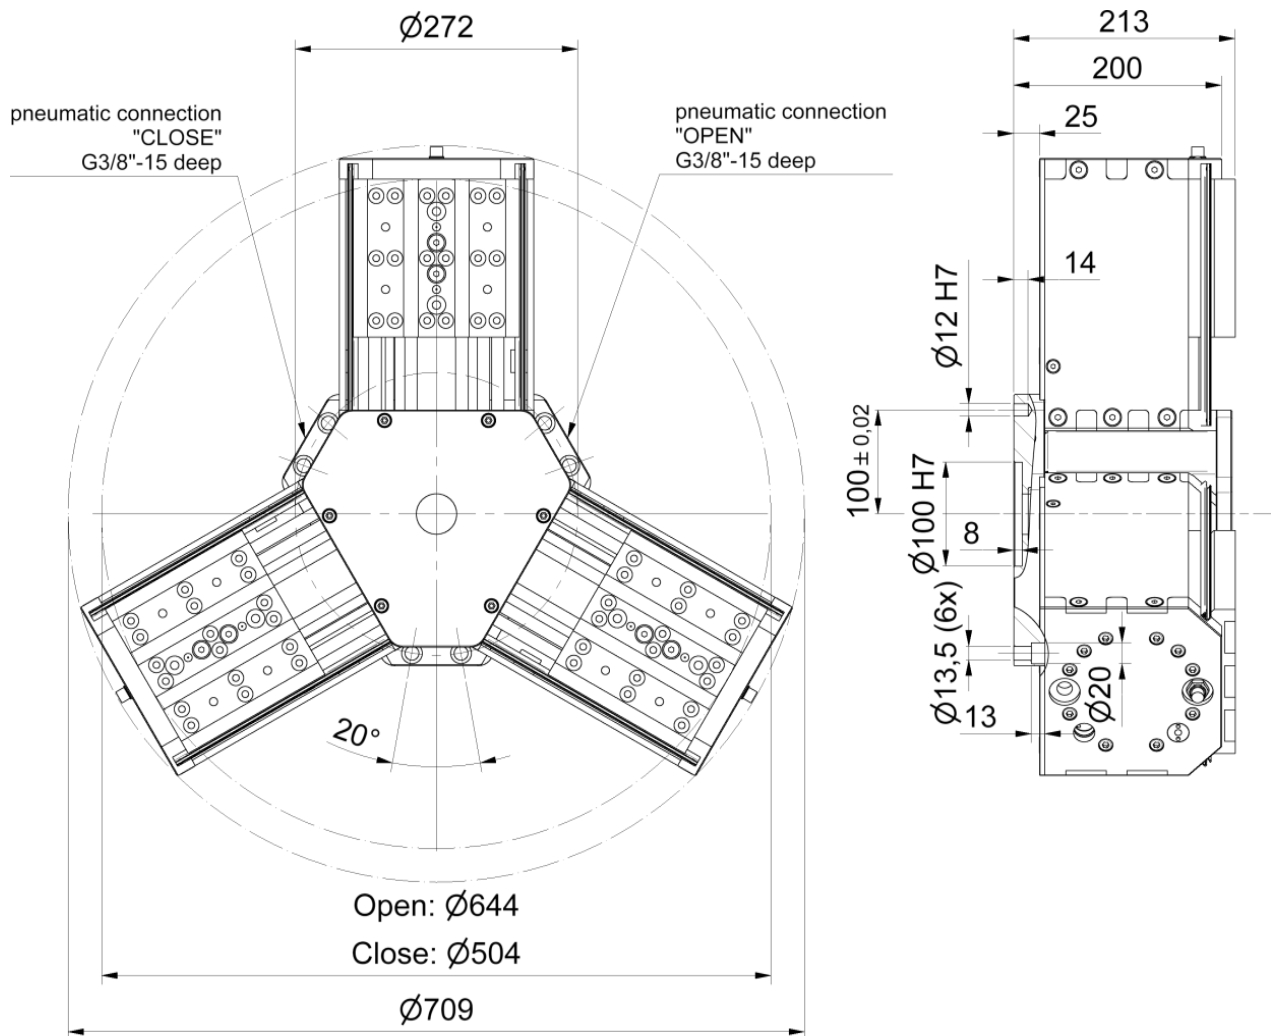 Ø272
213
200
25
pneumatic connection
"CLOSE"
G3/8"-15 deep
pneumatic connection
"OPEN"
G3/8"-15 deep
14
Ø12 H7
100 ± 0,02
Ø100 H7
8
Ø13,5 (6x)
Ø20
13
20°
Open: Ø644
Close: Ø504
Ø709